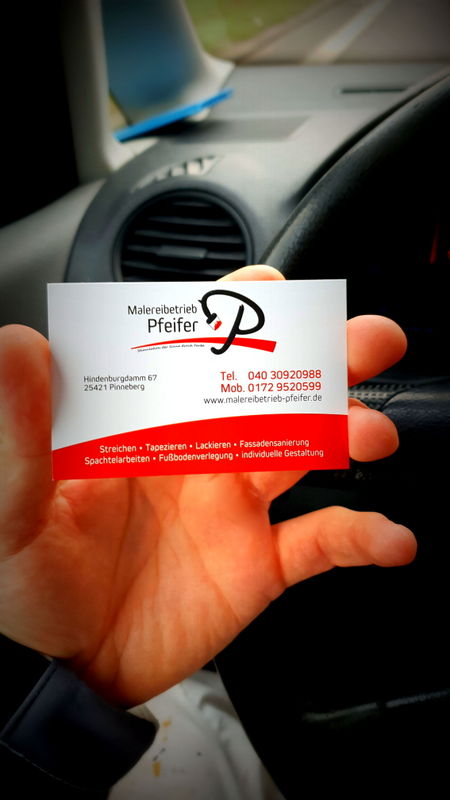 Malereibetrieb
Pfeifer
Hindenburgdamm 67
25421 Pinneberg
Tel. 040 30920988
Mob. 0172 9520599
www.malereibetrieb-pfeifer.de
Streichen • Tapezieren • Lackieren • Fassadensanierung
Spachtelarbeiten • Fußbodenverlegung • individuelle Gestaltung